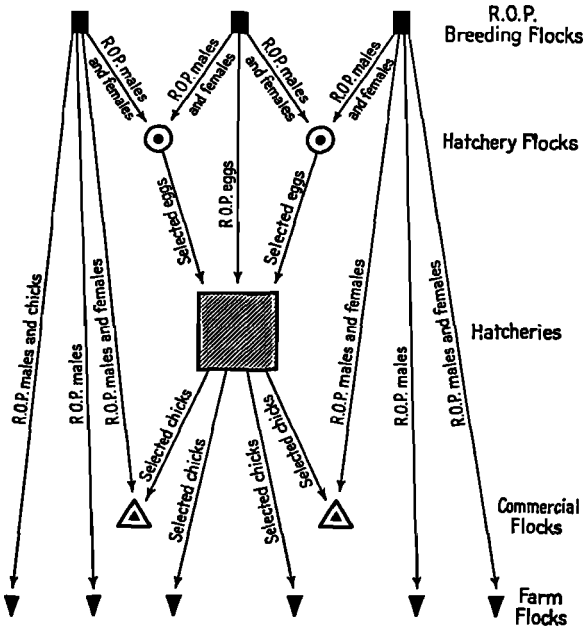 R.O.P.
Breeding Flocks
R.O.P. males
and females
R.O.P. males
and females
R.O.P. males
and females
R.O.P. males
and females
Hatchery Flocks
Selected eggs
R.O.P. eggs
Selected eggs
Hatcheries
R.O.P. males and chicks
R.O.P. males
R.O.P. males and females
R.O.P. males and females
R.O.P. males
R.O.P. males and females
Selected chicks
Selected chicks
Selected chicks
Selected chicks
Commercial
Flocks
Farm
Flocks